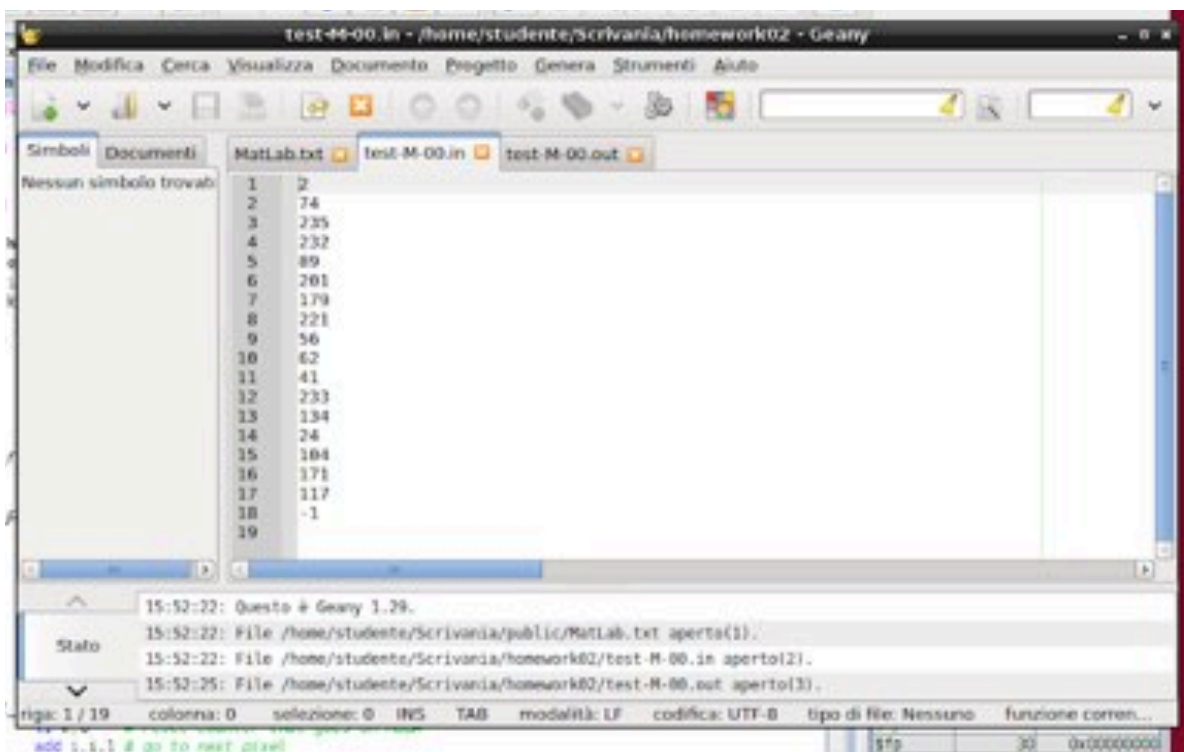 test-M-00.in - /home/studente/Scrivania/homework02 - Geany
File Modifica Cerca Visualizza Documento Progetto Genera Strumenti Aiuto
Simboli Documenti MatLab.txt test-M-00.in test-M-00.out
Nessun simbolo trovato
1 2
2 74
3 235
4 232
5 89
6 201
7 179
8 221
9 56
10 62
11 41
12 233
13 134
14 24
15 104
16 171
17 117
18 -1
19
Stato
15:52:22: Questo è Geany 1.29.
15:52:22: File /home/studente/Scrivania/public/MatLab.txt aperto(1).
15:52:22: File /home/studente/Scrivania/homework02/test-M-00.in aperto(2).
15:52:25: File /home/studente/Scrivania/homework02/test-M-00.out aperto(3).
riga: 1 / 19 colonna: 0 selezione: 0 INS TAB modalità: LF codifica: UTF-8 tipo di file: Nessuno funzione corren...
add i,i,1 # go to next pixel
$fp 30 0x00000000